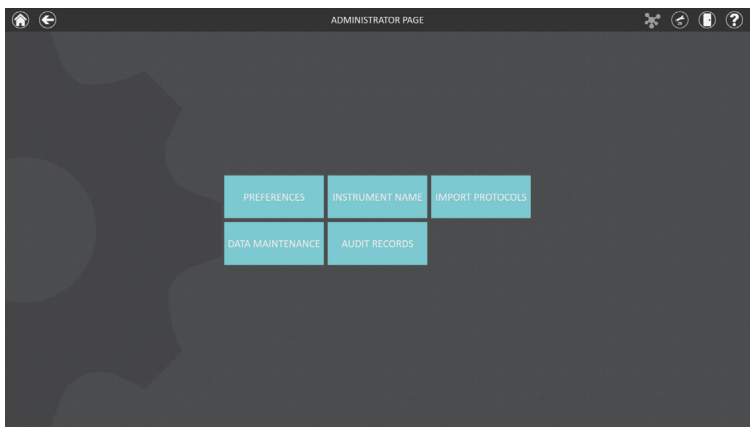 ADMINISTRATOR PAGE
?
PREFERENCES
INSTRUMENT NAME
IMPORT PROTOCOLS
DATA MAINTENANCE
AUDIT RECORDS